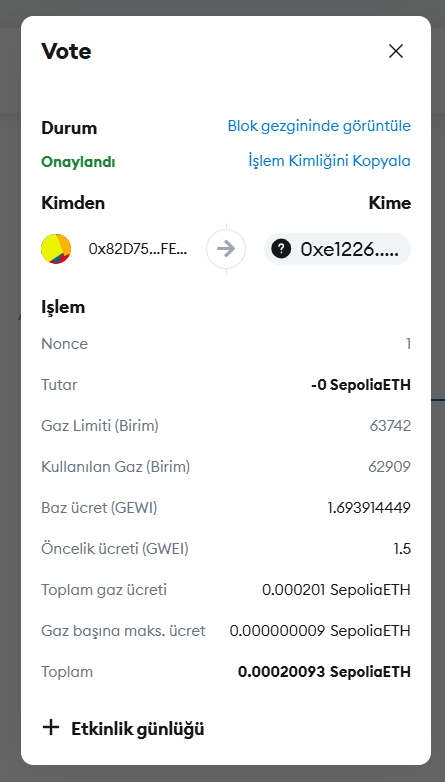 Vote
Durum Blok gezgininde görüntüle
Onaylandı İşlem Kimliğini Kopyala
Kimden Kime
0x82D75...FE... ? 0xe1226.....
Işlem
Nonce 1
Tutar -0 SepoliaETH
Gaz Limiti (Birim) 63742
Kullanılan Gaz (Birim) 62909
Baz ücret (GEWI) 1.693914449
Öncelik ücreti (GWEI) 1.5
Toplam gaz ücreti 0.000201 SepoliaETH
Gaz başına maks. ücret 0.000000009 SepoliaETH
Toplam 0.00020093 SepoliaETH
+ Etkinlik günlüğü